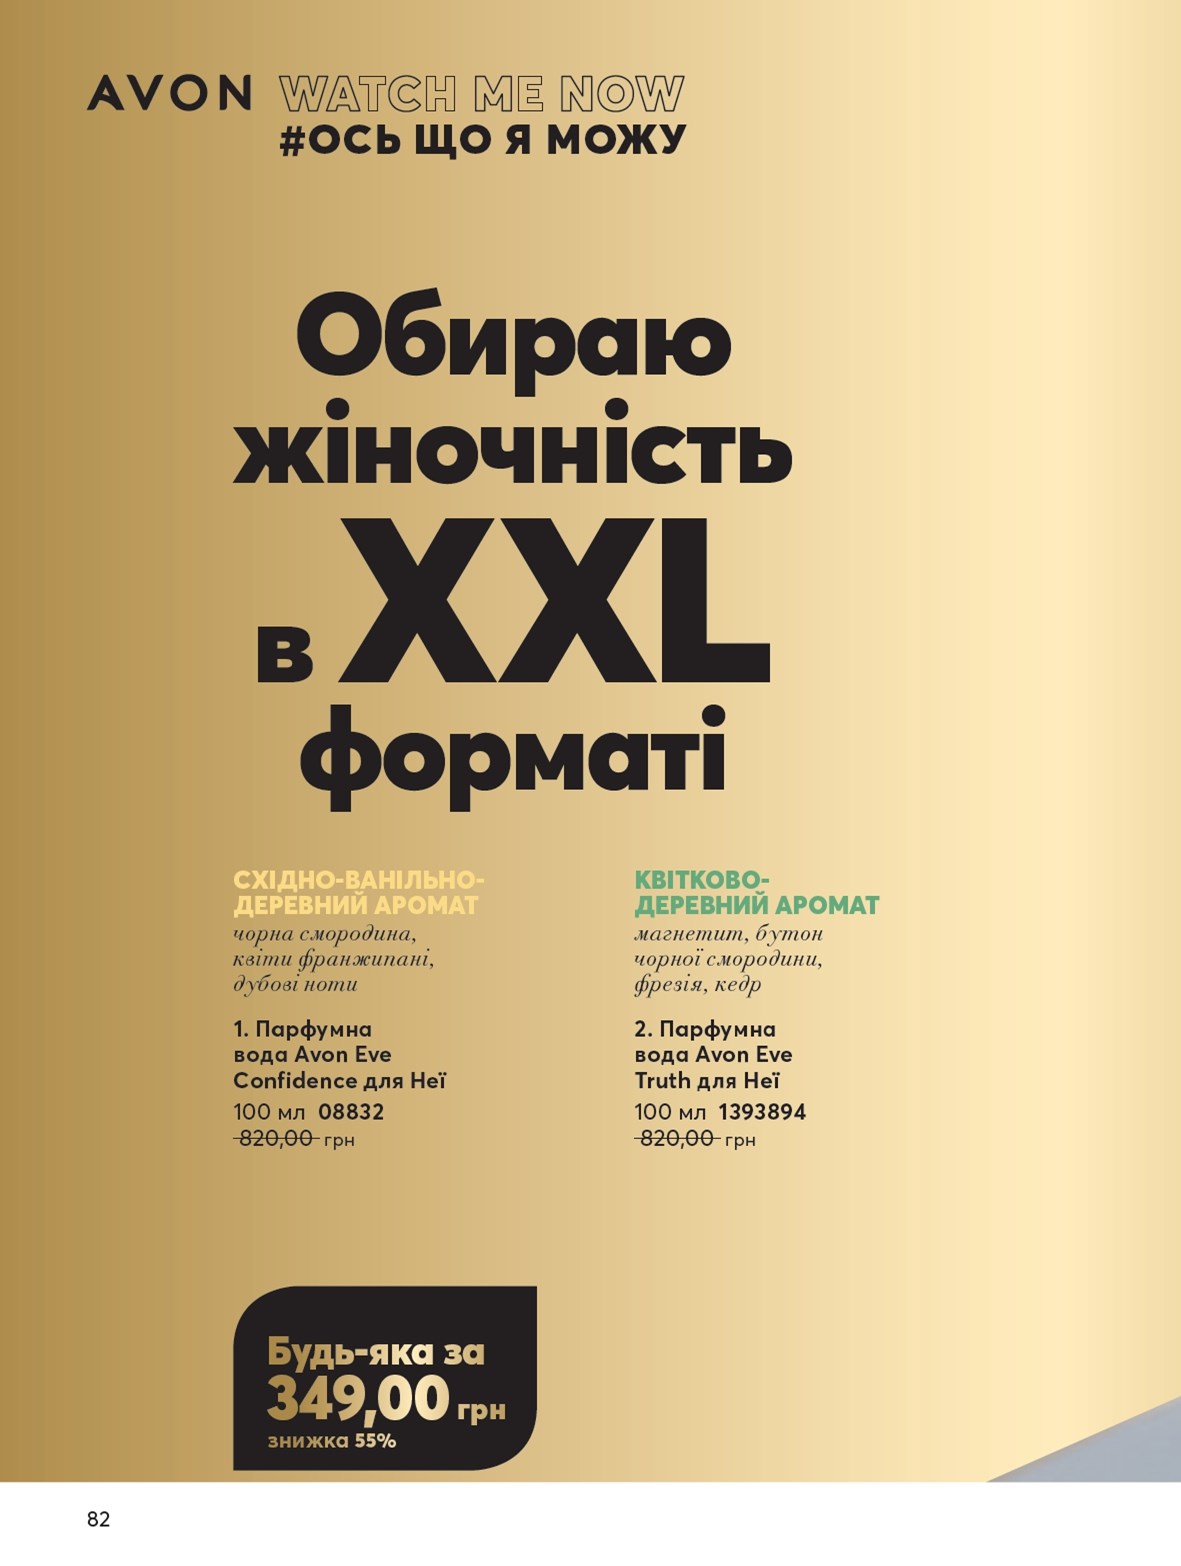 AVON WATCH ME NOW
#ОСЬ ЩО Я МОЖУ
Обираю
жіночність
в XXL
форматі
СХІДНО-ВАНІЛЬНО-
ДЕРЕВНИЙ АРОМАТ
чорна смородина,
квіти франжипані,
дубові ноти
1. Парфумна
вода Avon Eve
Confidence для Неї
100 мл 08832
820,00 грн
КВІТКОВО-
ДЕРЕВНИЙ АРОМАТ
магнетит, бутон
чорної смородини,
фрезія, кедр
2. Парфумна
вода Avon Eve
Truth для Неї
100 мл 1393894
820,00 грн
Будь-яка за
349,00 грн
знижка 55%
82